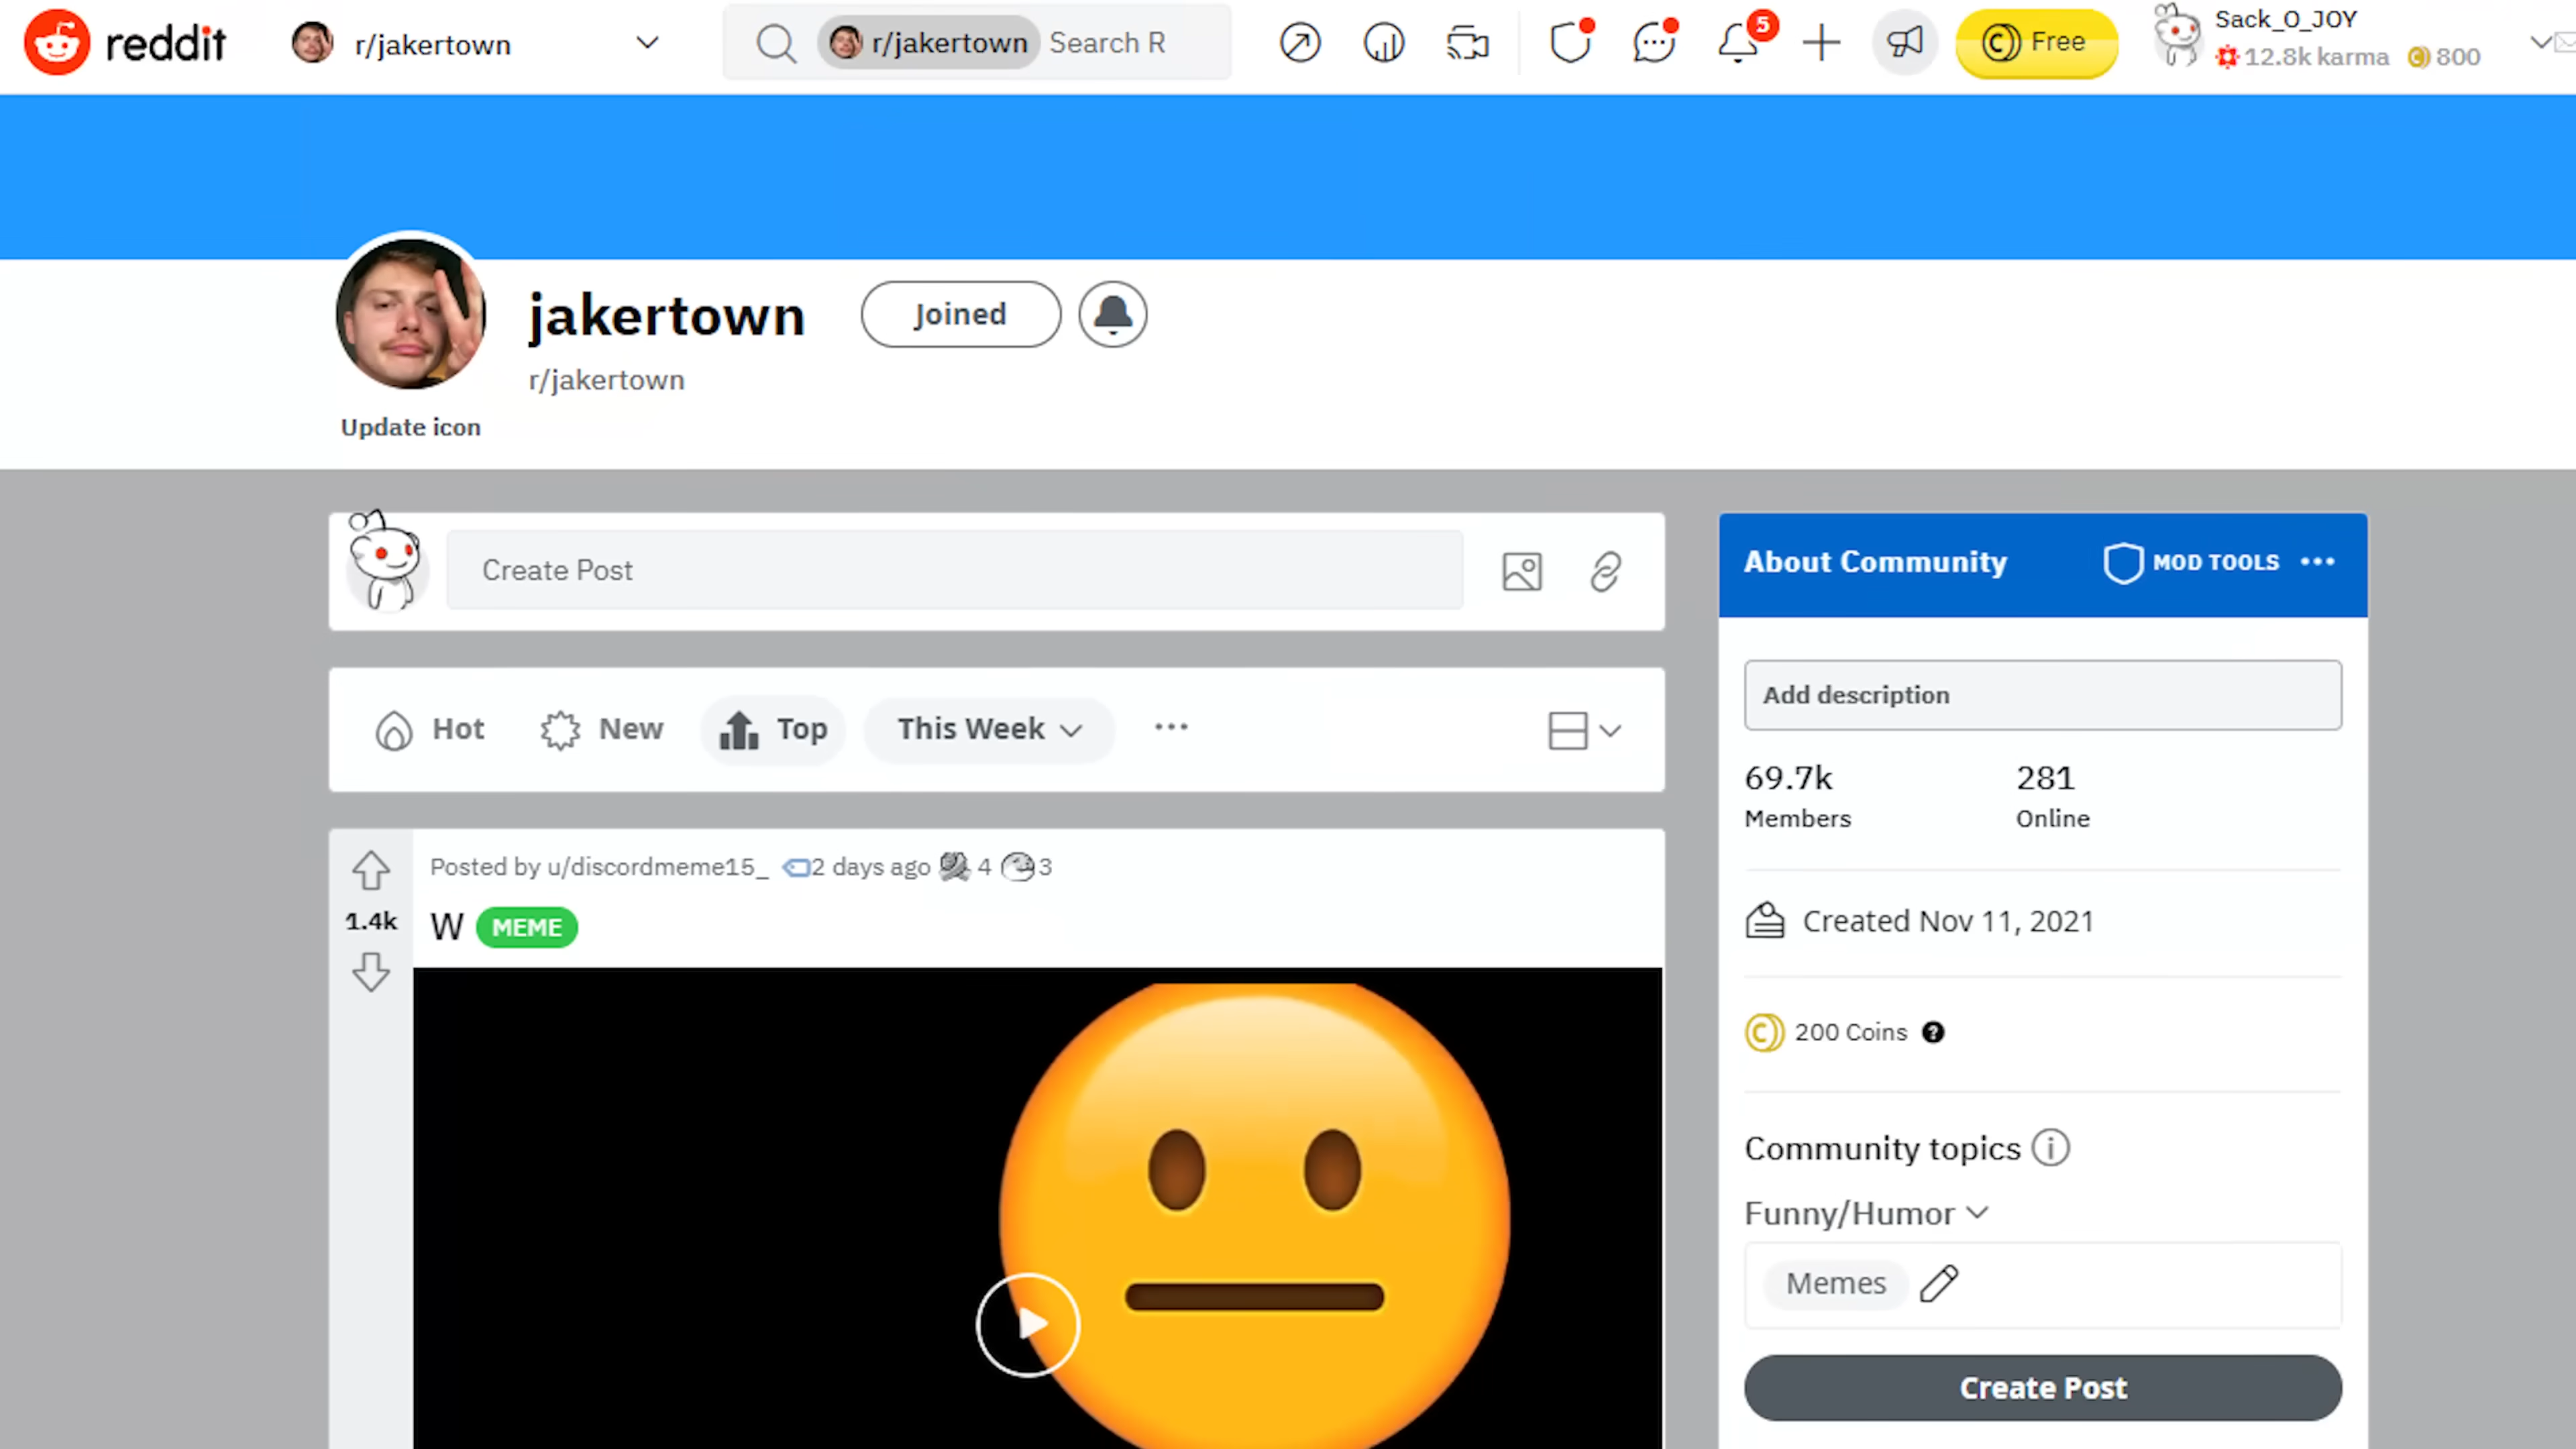 reddit
r/jakertown
r/jakertown Search R
5
Free
Sack_O_JOY
12.8k karma 800
jakertown
Joined
r/jakertown
Update icon
Create Post
Hot New Top This Week
1.4k
Posted by u/discordmeme15_ 2 days ago 4 3
W MEME
About Community
MOD TOOLS
Add description
69.7k 281
Members Online
Created Nov 11, 2021
200 Coins
Community topics
Funny/Humor
Memes
Create Post